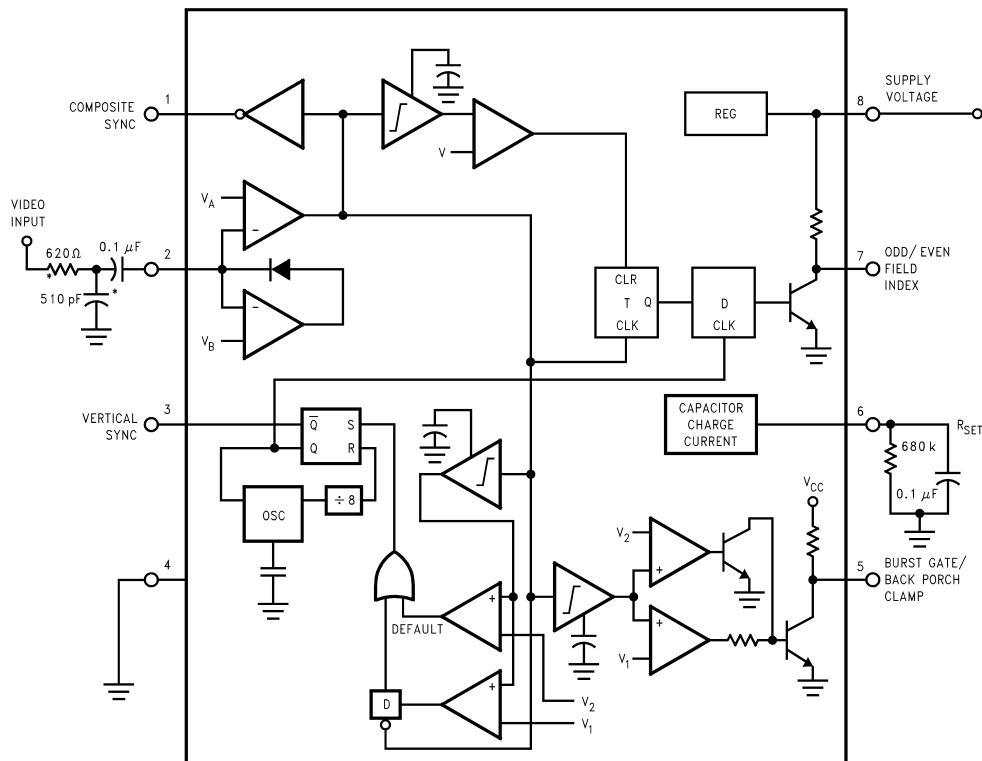 COMPOSITE
SYNC
1
V
REG
8
SUPPLY
VOLTAGE
VIDEO
INPUT
620Ω
*
0.1 μF
*
510 pF
2
V_A
−
−
V_B
CLR
T Q
CLK
D
CLK
7
ODD/EVEN
FIELD
INDEX
VERTICAL
SYNC
3
Q̅ S
Q R
OSC
÷ 8
CAPACITOR
CHARGE
CURRENT
6
R_SET
680 k
0.1 μF
4
DEFAULT
+
+
D
V_2
V_1
V_2
+
+
V_1
V_CC
5
BURST GATE/
BACK PORCH
CLAMP